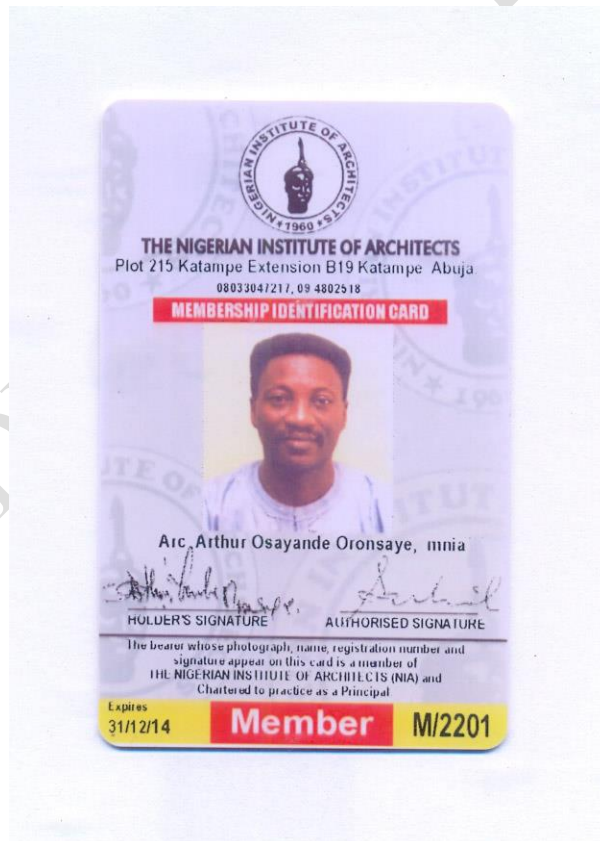 NIGERIAN INSTITUTE OF ARCHITECTS
★1960★
THE NIGERIAN INSTITUTE OF ARCHITECTS
Plot 215 Katampe Extension B19 Katampe Abuja
08033047217, 09 4802518
MEMBERSHIP IDENTIFICATION CARD
Arc. Arthur Osayande Oronsaye, mnia
HOLDER'S SIGNATURE
AUTHORISED SIGNATURE
The bearer whose photograph, name, registration number and
signature appear on this card is a member of
THE NIGERIAN INSTITUTE OF ARCHITECTS (NIA) and
Chartered to practice as a Principal
Expires
31/12/14
Member
M/2201